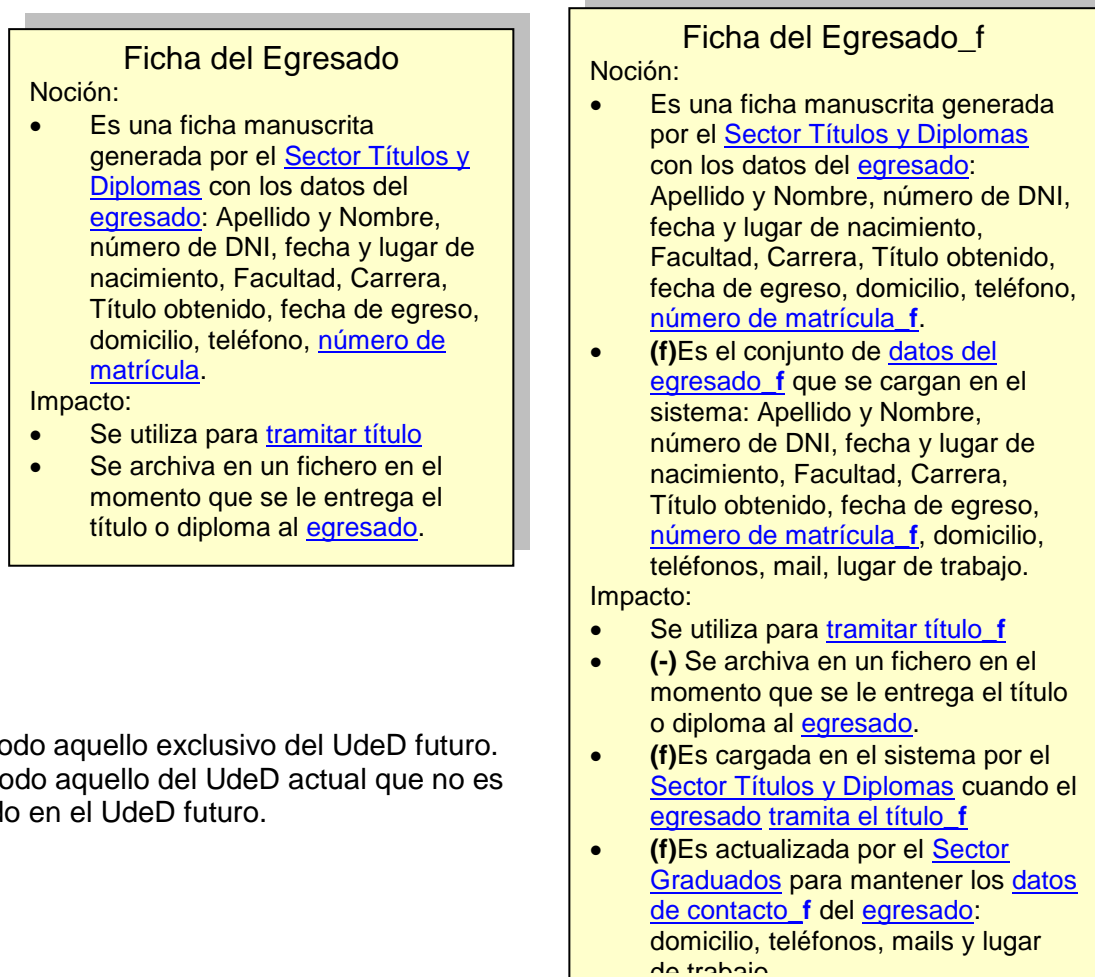 Ficha del Egresado
Noción:
• Es una ficha manuscrita
generada por el Sector Títulos y
Diplomas con los datos del
egresado: Apellido y Nombre,
número de DNI, fecha y lugar de
nacimiento, Facultad, Carrera,
Título obtenido, fecha de egreso,
domicilio, teléfono, número de
matrícula.
Impacto:
• Se utiliza para tramitar título
• Se archiva en un fichero en el
momento que se le entrega el
título o diploma al egresado.
odo aquello exclusivo del UdeD futuro.
odo aquello del UdeD actual que no es
do en el UdeD futuro.
Ficha del Egresado_f
Noción:
• Es una ficha manuscrita generada
por el Sector Títulos y Diplomas
con los datos del egresado:
Apellido y Nombre, número de DNI,
fecha y lugar de nacimiento,
Facultad, Carrera, Título obtenido,
fecha de egreso, domicilio, teléfono,
número de matrícula_f.
• (f)Es el conjunto de datos del
egresado_f que se cargan en el
sistema: Apellido y Nombre,
número de DNI, fecha y lugar de
nacimiento, Facultad, Carrera,
Título obtenido, fecha de egreso,
número de matrícula_f, domicilio,
teléfonos, mail, lugar de trabajo.
Impacto:
• Se utiliza para tramitar título_f
• (-) Se archiva en un fichero en el
momento que se le entrega el título
o diploma al egresado.
• (f)Es cargada en el sistema por el
Sector Títulos y Diplomas cuando el
egresado tramita el título_f
• (f)Es actualizada por el Sector
Graduados para mantener los datos
de contacto_f del egresado:
domicilio, teléfonos, mails y lugar
de trabajo